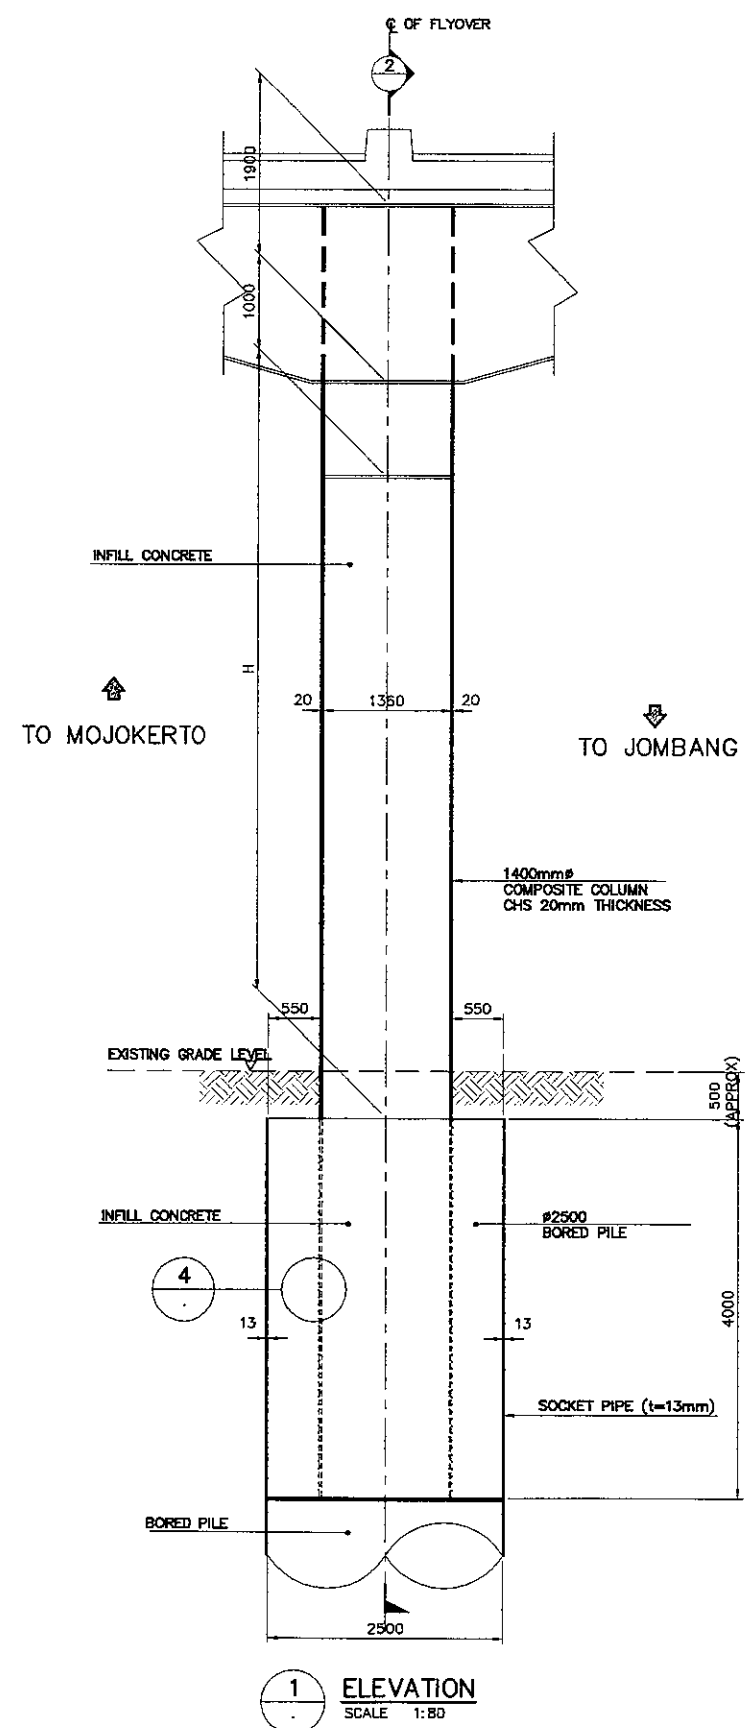 ℄ OF FLYOVER
2
1900
1000
INFILL CONCRETE
H
20
1360
20
TO MOJOKERTO
TO JOMBANG
1400mmø
COMPOSITE COLUMN
CHS 20mm THICKNESS
550
550
EXISTING GRADE LEVEL
500
(APPROX)
INFILL CONCRETE
ø2500
BORED PILE
4
.
13
13
4000
SOCKET PIPE (t=13mm)
BORED PILE
2500
1
.
ELEVATION
SCALE 1:80